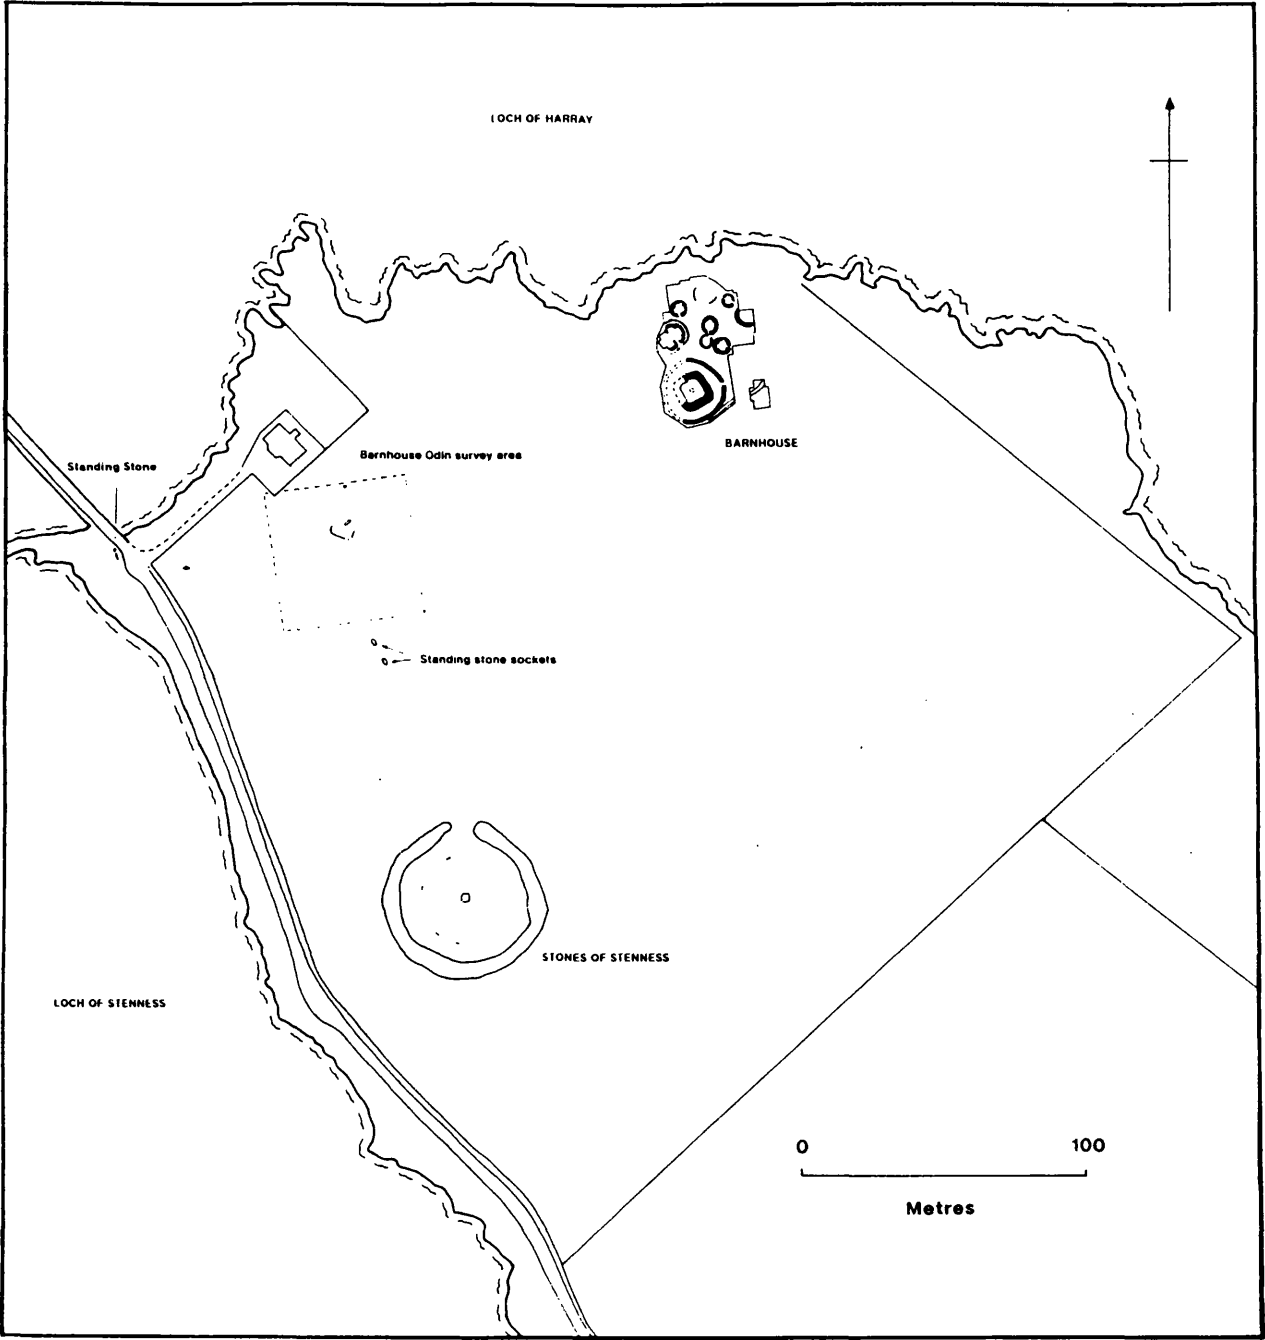 LOCH OF HARRAY
BARNHOUSE
Barnhouse Odin survey area
Standing Stone
Standing stone sockets
STONES OF STENNESS
LOCH OF STENNESS
0 100
Metres